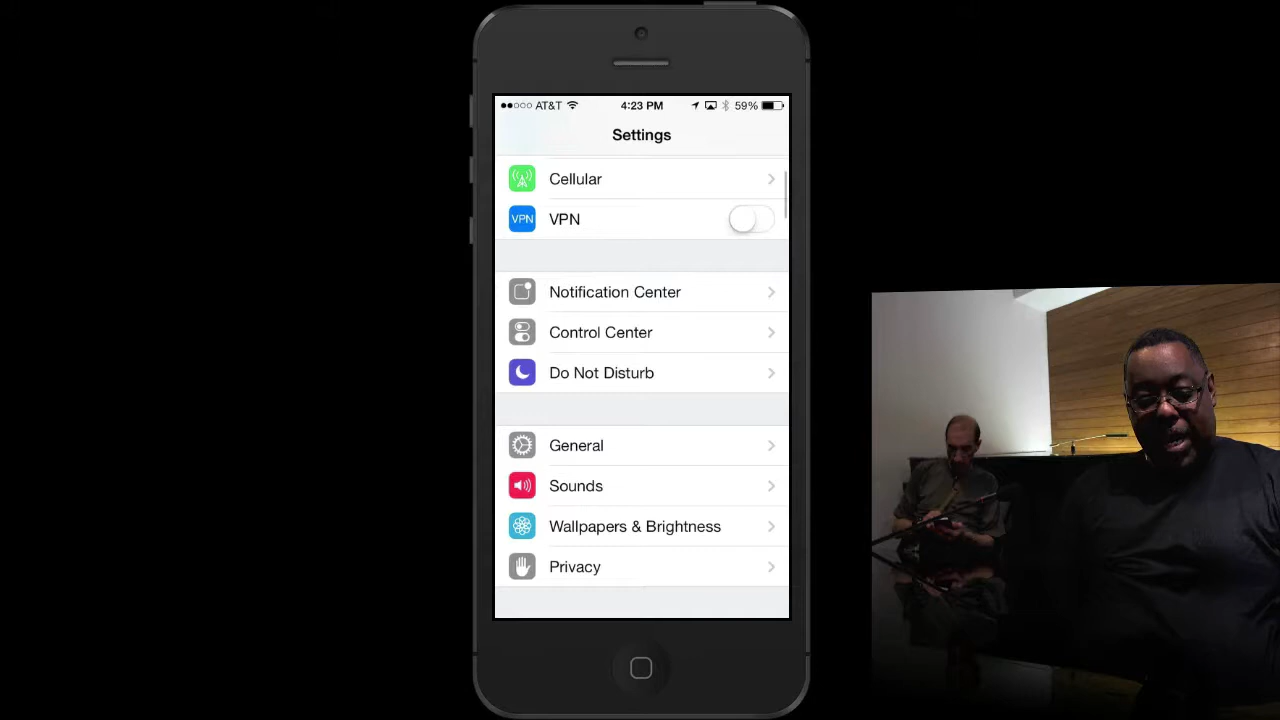 AT&T 4:23 PM 59%
Settings
Cellular
VPN VPN
Notification Center
Control Center
Do Not Disturb
General
Sounds
Wallpapers & Brightness
Privacy